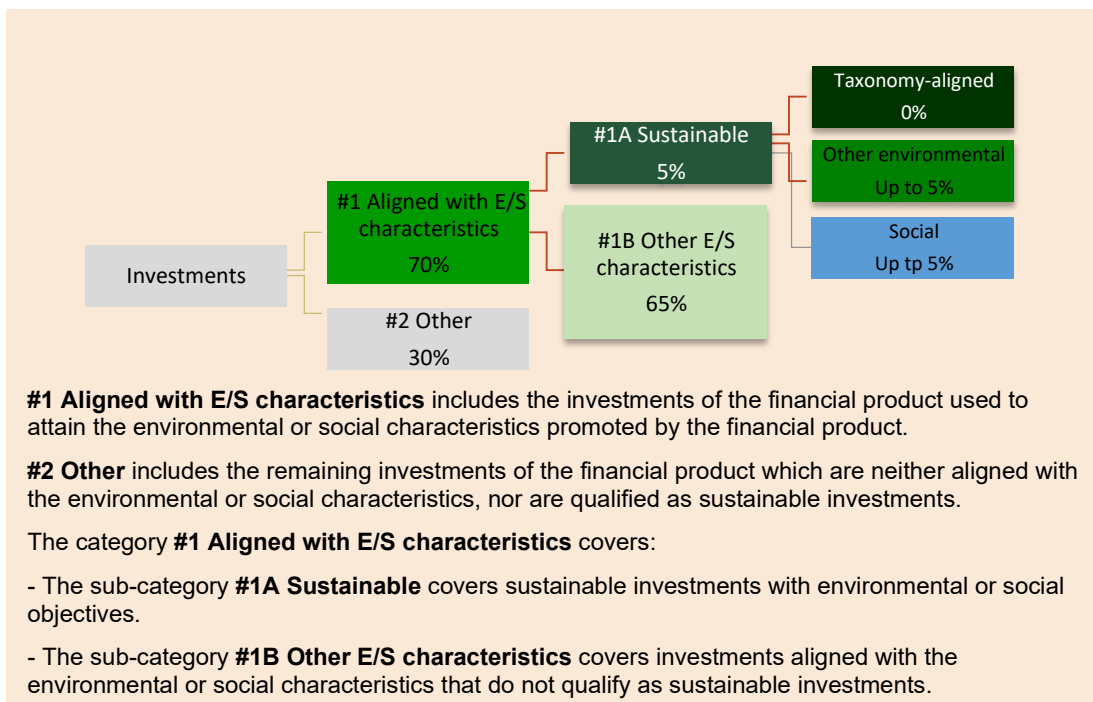 Taxonomy-aligned
0%
#1A Sustainable
5%
Other environmental
Up to 5%
#1 Aligned with E/S
characteristics
70%
Social
Up tp 5%
#1B Other E/S
characteristics
65%
Investments
#2 Other
30%
#1 Aligned with E/S characteristics includes the investments of the financial product used to
attain the environmental or social characteristics promoted by the financial product.
#2 Other includes the remaining investments of the financial product which are neither aligned with
the environmental or social characteristics, nor are qualified as sustainable investments.
The category #1 Aligned with E/S characteristics covers:
- The sub-category #1A Sustainable covers sustainable investments with environmental or social
objectives.
- The sub-category #1B Other E/S characteristics covers investments aligned with the
environmental or social characteristics that do not qualify as sustainable investments.